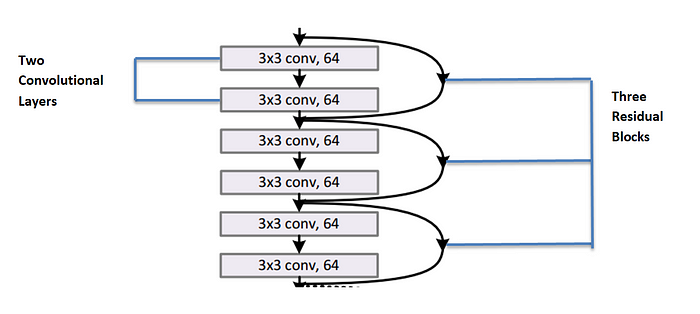 Two
Convolutional
Layers
3x3 conv, 64
3x3 conv, 64
3x3 conv, 64
3x3 conv, 64
3x3 conv, 64
3x3 conv, 64
Three
Residual
Blocks